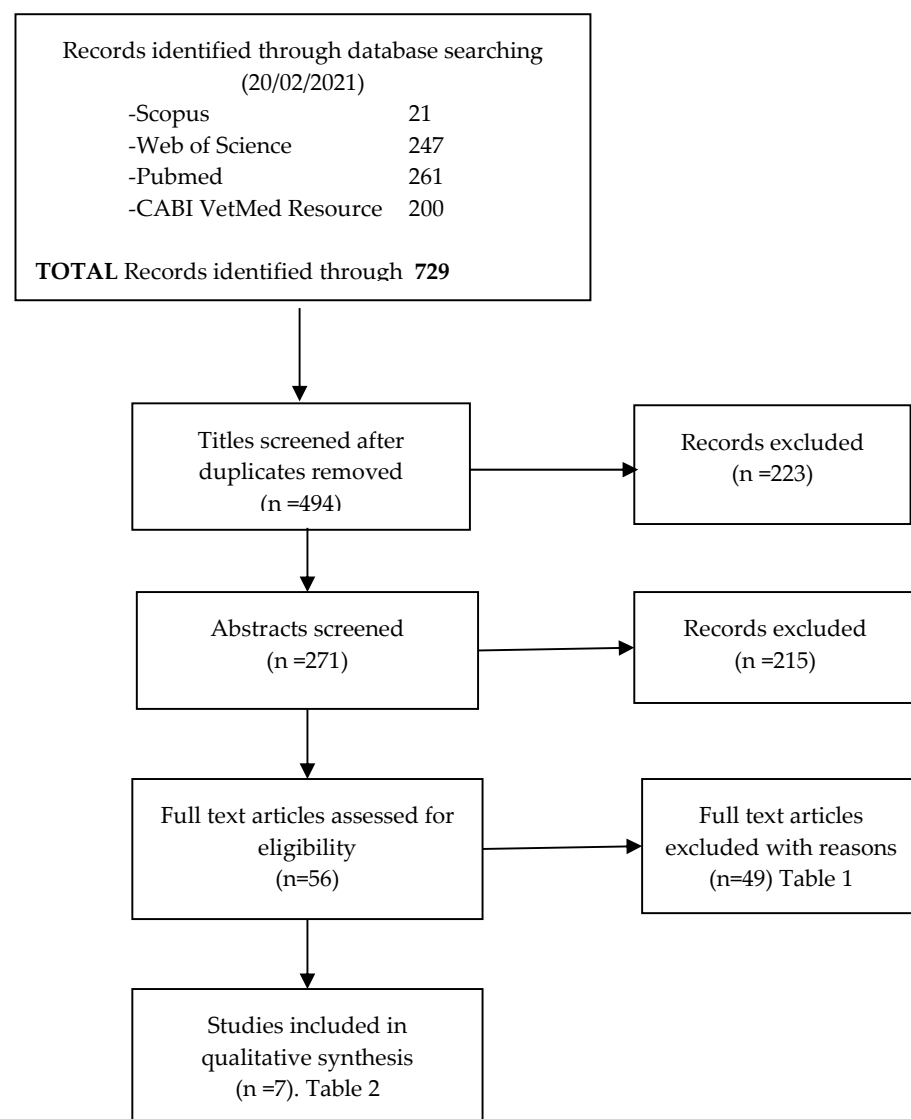 Records identified through database searching
(20/02/2021)
-Scopus 21
-Web of Science 247
-Pubmed 261
-CABI VetMed Resource 200
TOTAL Records identified through 729
Titles screened after
duplicates removed
(n =494)
Records excluded
(n =223)
Abstracts screened
(n =271)
Records excluded
(n =215)
Full text articles assessed for
eligibility
(n=56)
Full text articles
excluded with reasons
(n=49) Table 1
Studies included in
qualitative synthesis
(n =7). Table 2